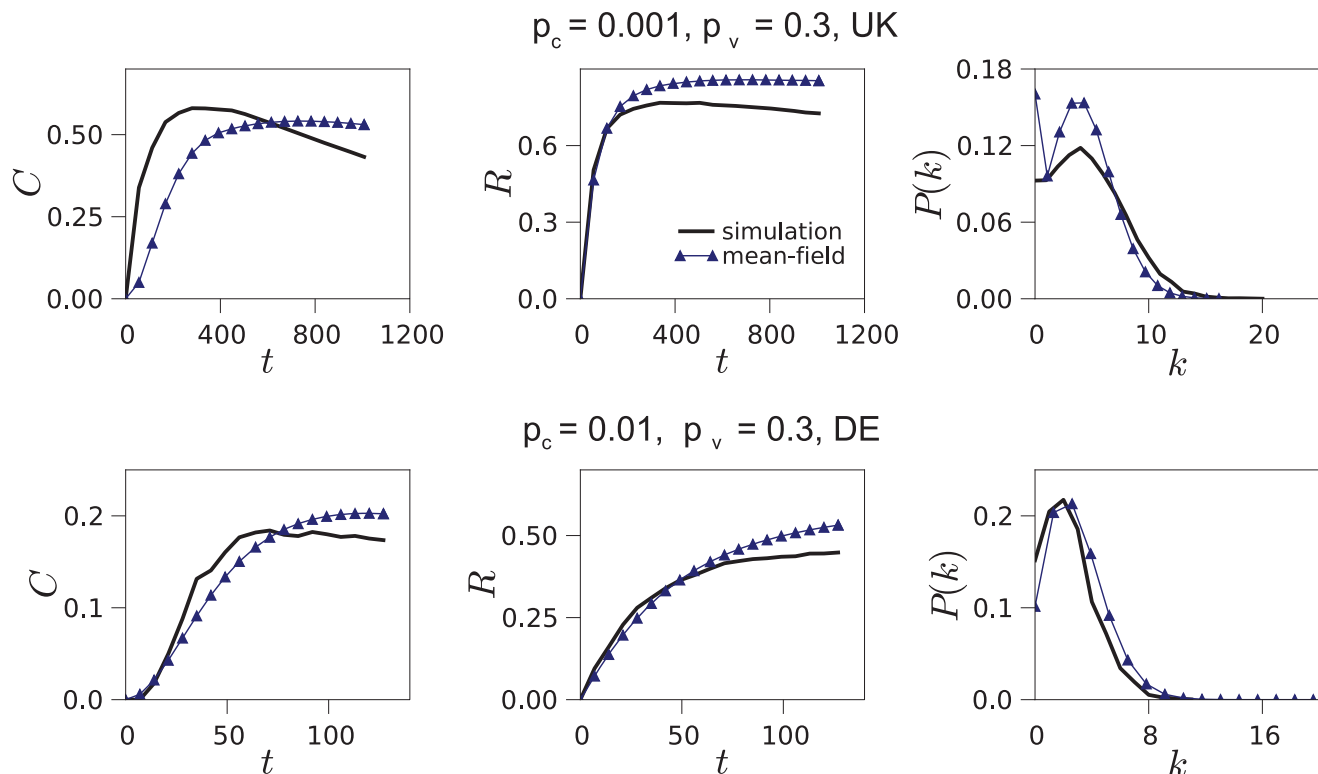 p_c = 0.001, p_v = 0.3, UK
C
0.50
0.25
0.00
0 400 800 1200
t
R
0.6
0.3
0.0
simulation
mean-field
0 400 800 1200
t
P(k)
0.18
0.12
0.06
0.00
0 10 20
k
p_c = 0.01, p_v = 0.3, DE
C
0.2
0.1
0.0
0 50 100
t
R
0.50
0.25
0.00
0 50 100
t
P(k)
0.2
0.1
0.0
0 8 16
k